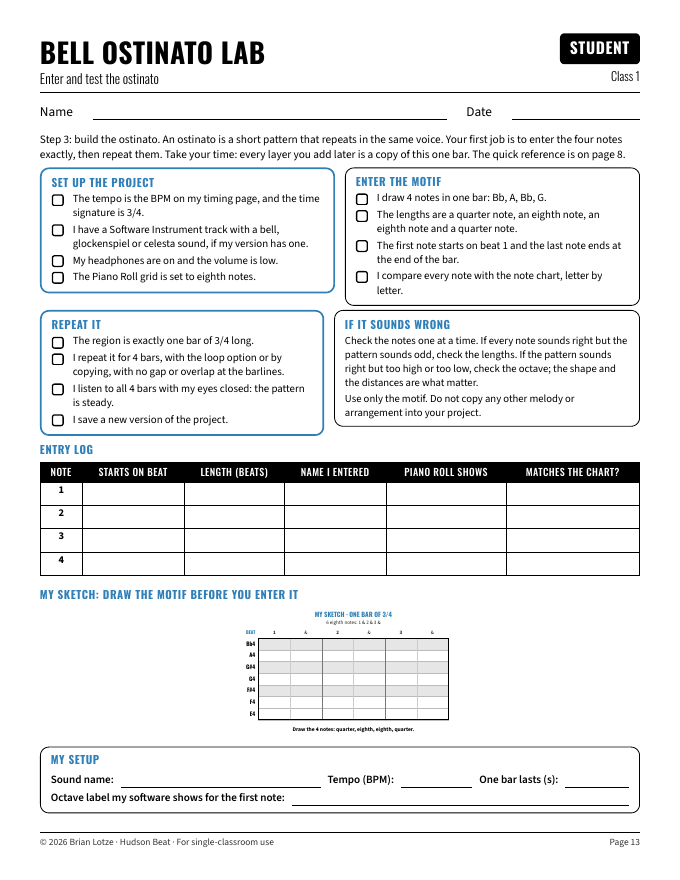 BELL OSTINATO LAB
STUDENT
Enter and test the ostinato
Class 1
Name
Date
Step 3: build the ostinato. An ostinato is a short pattern that repeats in the same voice. Your first job is to enter the four notes
exactly, then repeat them. Take your time: every layer you add later is a copy of this one bar. The quick reference is on page 8.
SET UP THE PROJECT
The tempo is the BPM on my timing page, and the time
signature is 3/4.
I have a Software Instrument track with a bell,
glockenspiel or celesta sound, if my version has one.
My headphones are on and the volume is low.
The Piano Roll grid is set to eighth notes.
ENTER THE MOTIF
I draw 4 notes in one bar: Bb, A, Bb, G.
The lengths are a quarter note, an eighth note, an
eighth note and a quarter note.
The first note starts on beat 1 and the last note ends at
the end of the bar.
I compare every note with the note chart, letter by
letter.
REPEAT IT
The region is exactly one bar of 3/4 long.
I repeat it for 4 bars, with the loop option or by
copying, with no gap or overlap at the barlines.
I listen to all 4 bars with my eyes closed: the pattern
is steady.
I save a new version of the project.
IF IT SOUNDS WRONG
Check the notes one at a time. If every note sounds right but the
pattern sounds odd, check the lengths. If the pattern sounds
right but too high or too low, check the octave; the shape and
the distances are what matter.
Use only the motif. Do not copy any other melody or
arrangement into your project.
ENTRY LOG
NOTE STARTS ON BEAT LENGTH (BEATS) NAME I ENTERED PIANO ROLL SHOWS MATCHES THE CHART?
1
2
3
4
MY SKETCH: DRAW THE MOTIF BEFORE YOU ENTER IT
MY SKETCH - ONE BAR OF 3/4
6 eighth notes: 1 & 2 & 3 &
BEAT 1 & 2 & 3 &
Bb4
A4
G#4
G4
F#4
F4
E4
Draw the 4 notes: quarter, eighth, eighth, quarter.
MY SETUP
Sound name: Tempo (BPM): One bar lasts (s):
Octave label my software shows for the first note:
© 2026 Brian Lotze · Hudson Beat · For single-classroom use
Page 13